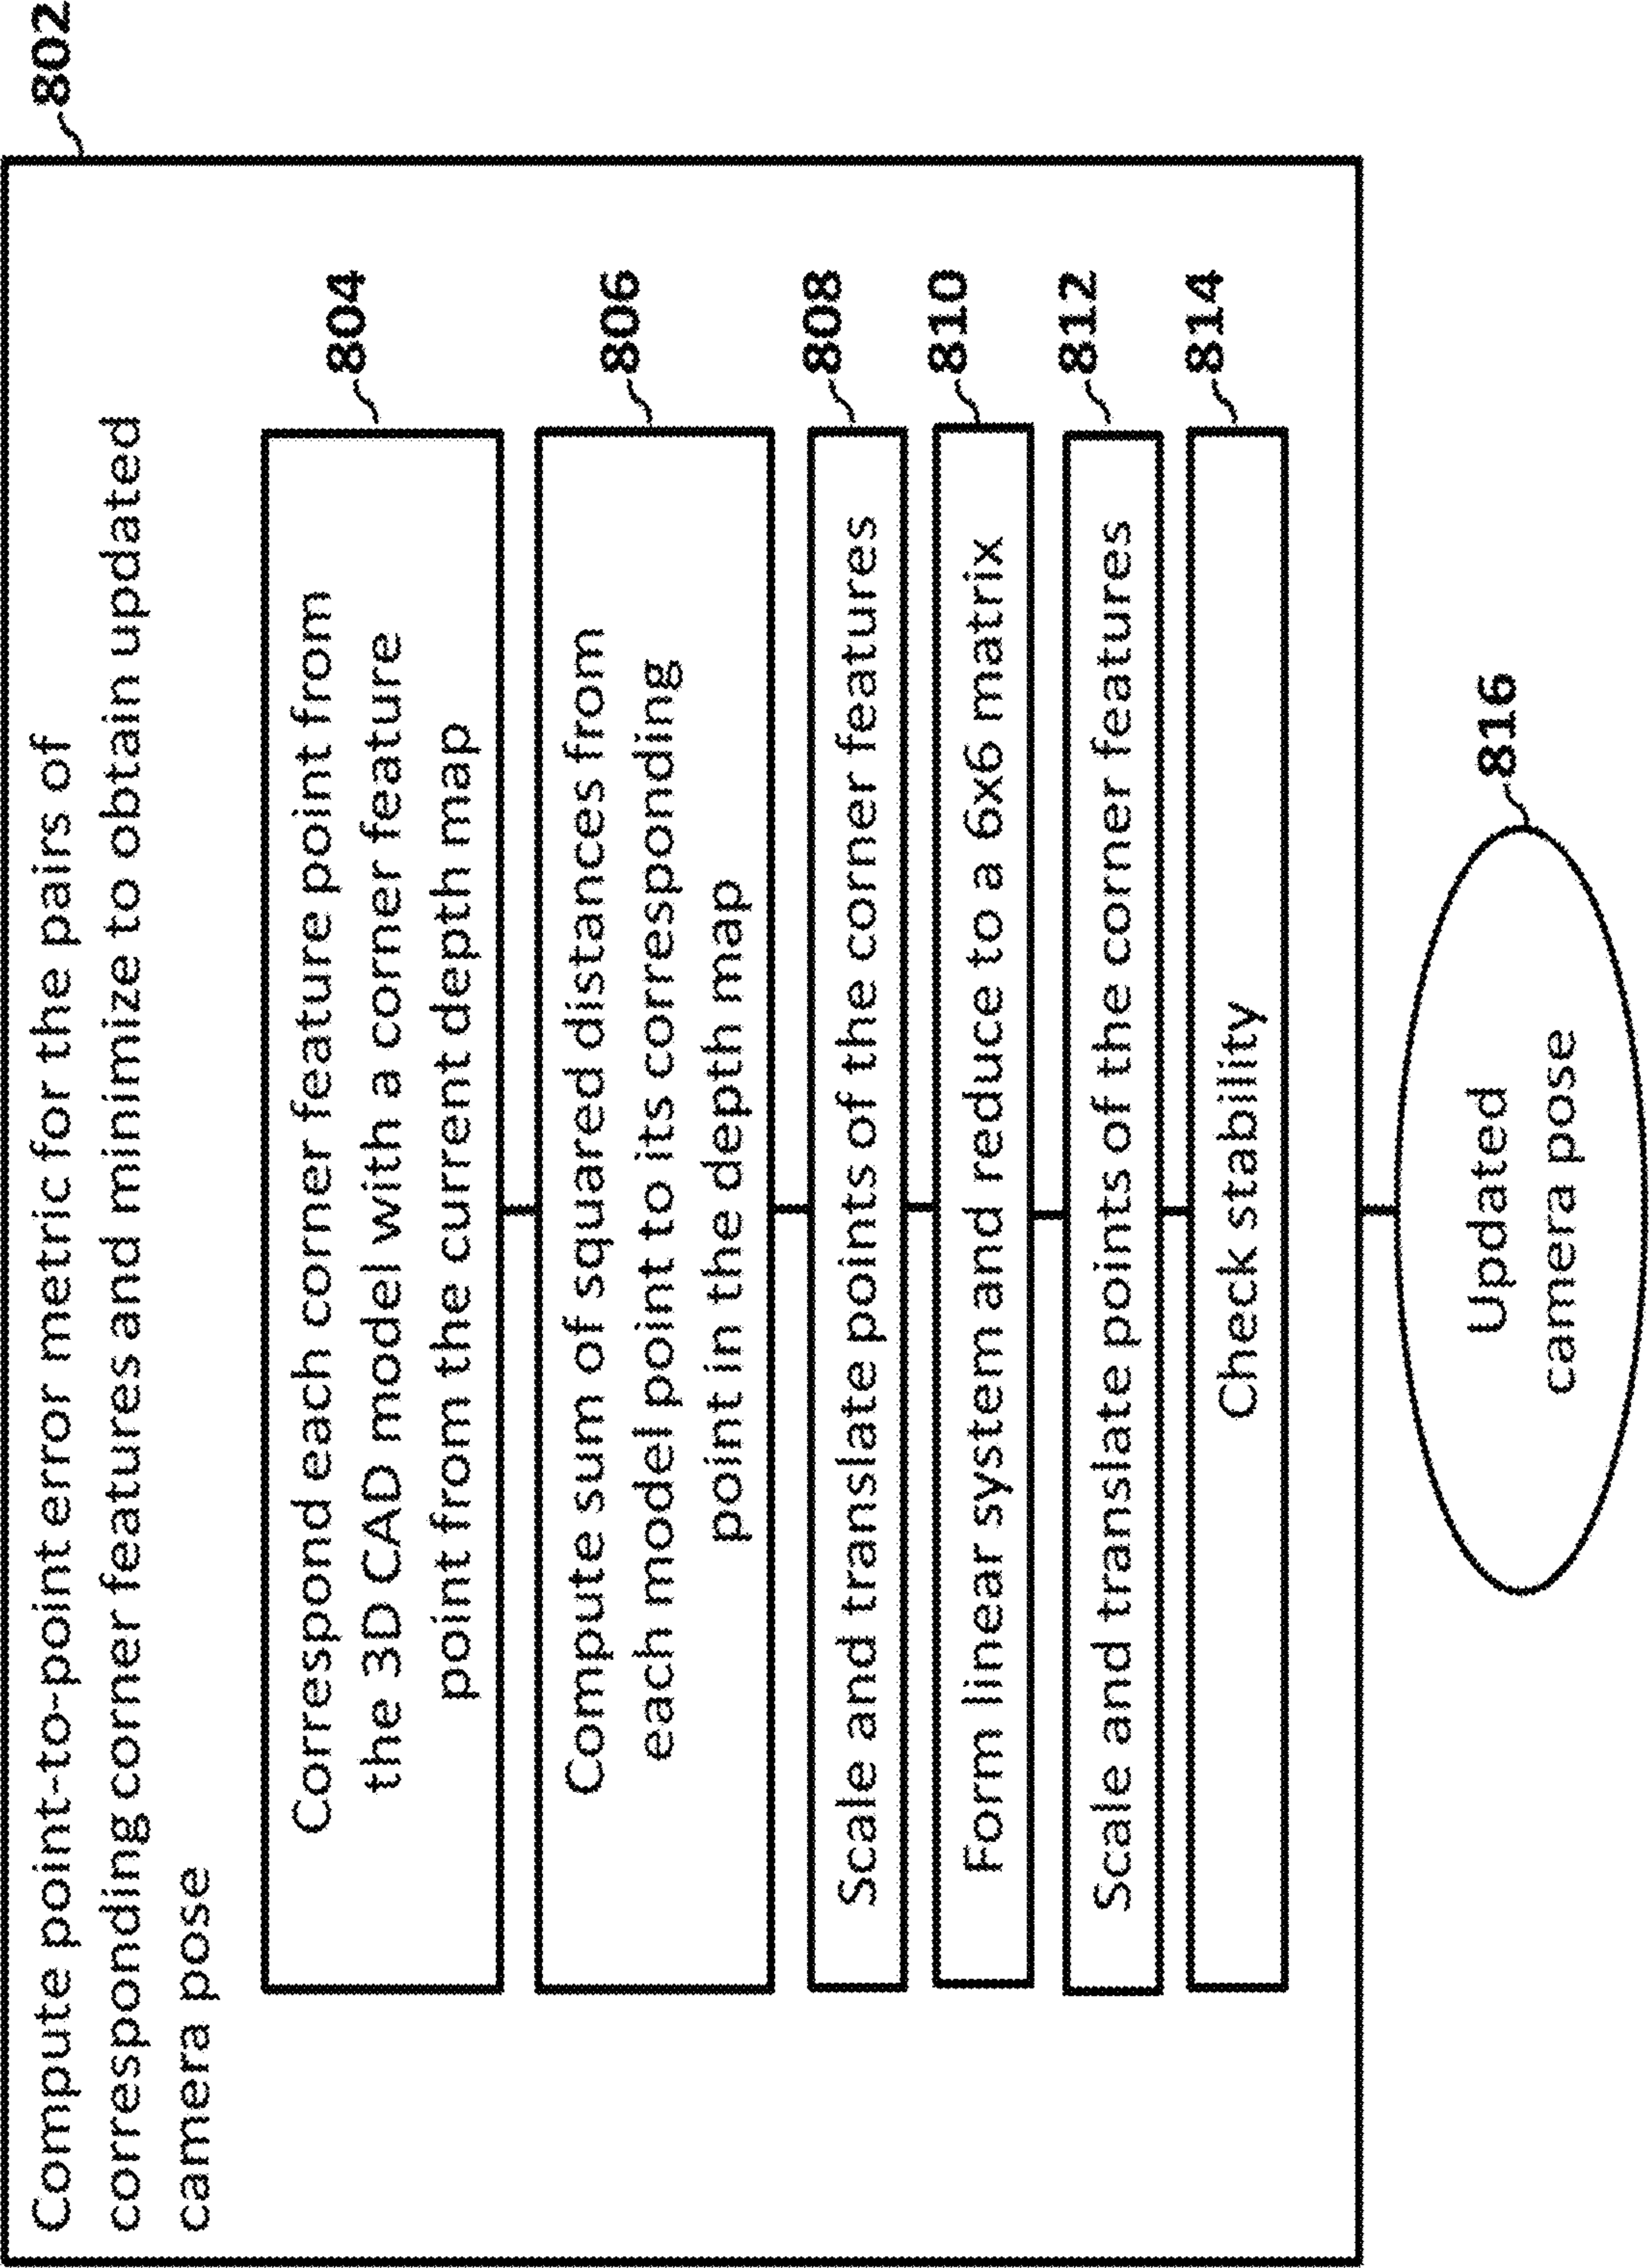 802
Compute point-to-point error metric for the pairs of
corresponding corner features and minimize to obtain updated
camera pose
804
Correspond each corner feature point from
the 3D CAD model with a corner feature
point from the current depth map
806
Compute sum of squared distances from
each model point to its corresponding
point in the depth map
808
Scale and translate points of the corner features
810
Form linear system and reduce to a 6x6 matrix
812
Scale and translate points of the corner features
814
Check stability
816
Updated
camera pose